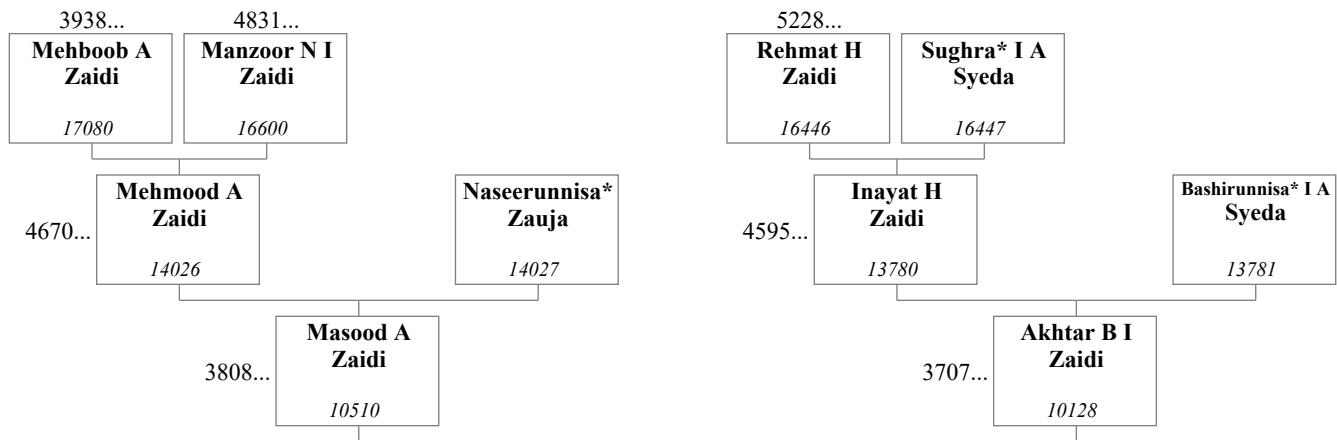 3938...
4831...
5228...
Mehboob A
Zaidi
17080
Manzoor N I
Zaidi
16600
Rehmat H
Zaidi
16446
Sughra* I A
Syeda
16447
4670...
Mehmood A
Zaidi
14026
Naseerunnisa*
Zauja
14027
4595...
Inayat H
Zaidi
13780
Bashirunnisa* I A
Syeda
13781
3808...
Masood A
Zaidi
10510
3707...
Akhtar B I
Zaidi
10128